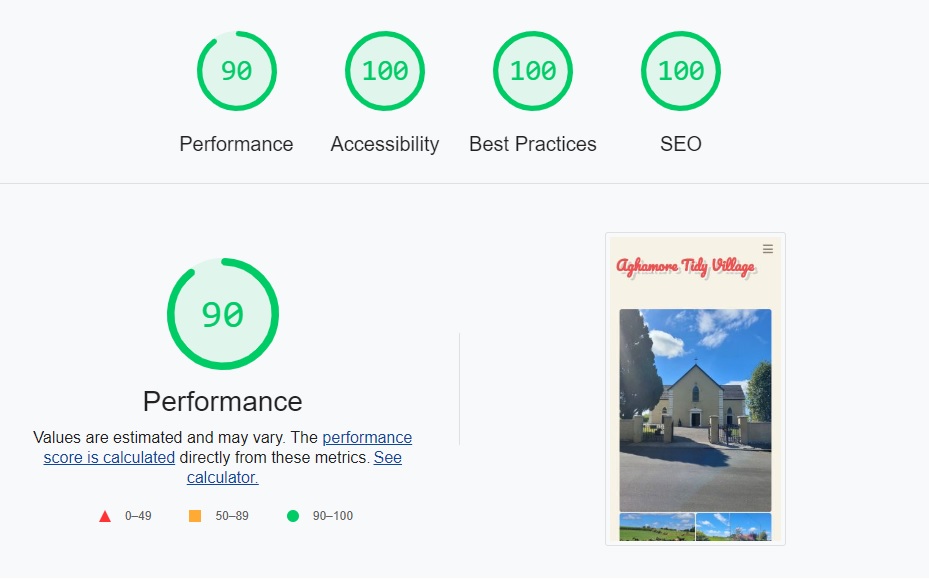 90
100
100
100
Performance
Accessibility
Best Practices
SEO
90
Performance
Values are estimated and may vary. The performance
score is calculated directly from these metrics. See
calculator.
0–49
50–89
90–100
Aghamore Tidy Village